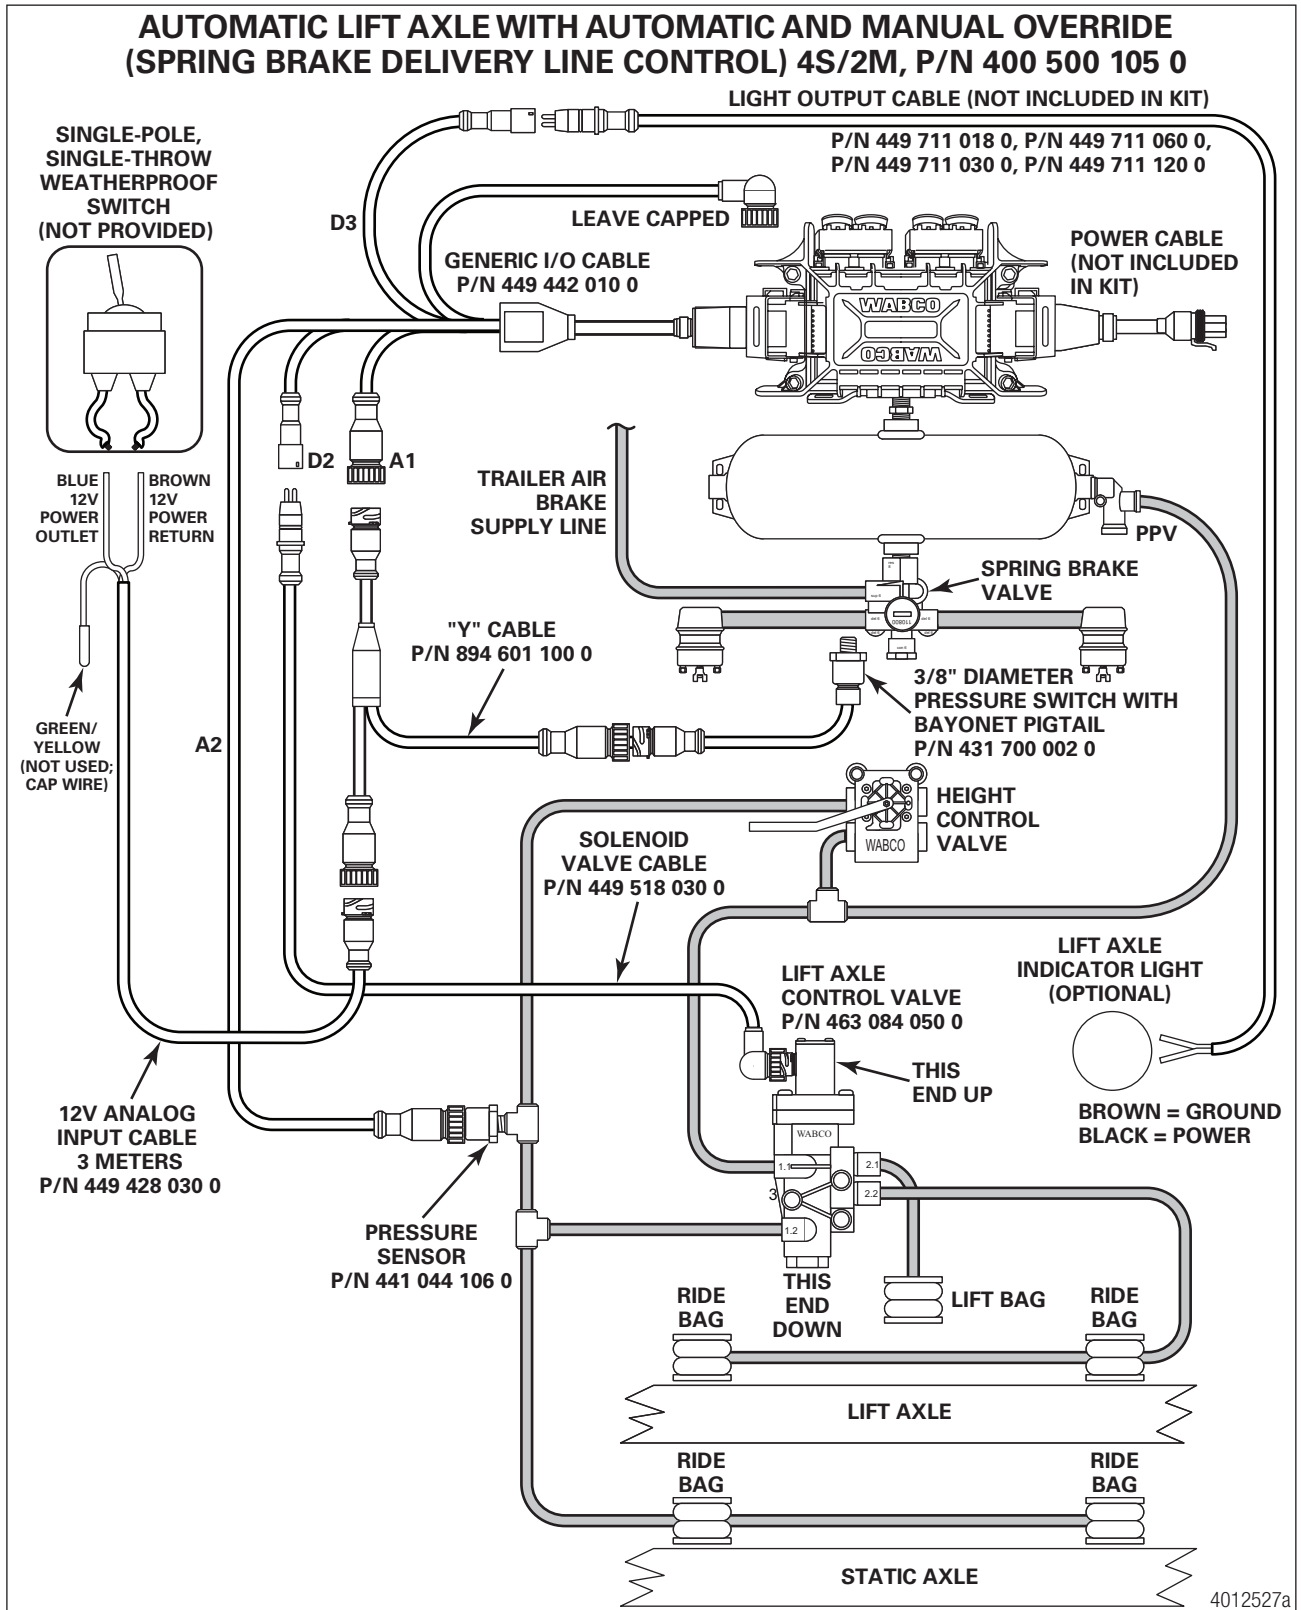 AUTOMATIC LIFT AXLE WITH AUTOMATIC AND MANUAL OVERRIDE
(SPRING BRAKE DELIVERY LINE CONTROL) 4S/2M, P/N 400 500 105 0
LIGHT OUTPUT CABLE (NOT INCLUDED IN KIT)
P/N 449 711 018 0, P/N 449 711 060 0,
P/N 449 711 030 0, P/N 449 711 120 0
SINGLE-POLE,
SINGLE-THROW
WEATHERPROOF
SWITCH
(NOT PROVIDED)
D3
LEAVE CAPPED
GENERIC I/O CABLE
P/N 449 442 010 0
POWER CABLE
(NOT INCLUDED
IN KIT)
WABCO
WABCO
D2
A1
BLUE
12V
POWER
OUTLET
BROWN
12V
POWER
RETURN
TRAILER AIR
BRAKE
SUPPLY LINE
PPV
SPRING BRAKE
VALVE
"Y" CABLE
P/N 894 601 100 0
3/8" DIAMETER
PRESSURE SWITCH WITH
BAYONET PIGTAIL
P/N 431 700 002 0
GREEN/
YELLOW
(NOT USED;
CAP WIRE)
A2
HEIGHT
CONTROL
VALVE
WABCO
SOLENOID
VALVE CABLE
P/N 449 518 030 0
LIFT AXLE
CONTROL VALVE
P/N 463 084 050 0
LIFT AXLE
INDICATOR LIGHT
(OPTIONAL)
THIS
END UP
BROWN = GROUND
BLACK = POWER
12V ANALOG
INPUT CABLE
3 METERS
P/N 449 428 030 0
WABCO
1.1
2.1
2.2
3
1.2
PRESSURE
SENSOR
P/N 441 044 106 0
THIS
END
DOWN
LIFT BAG
RIDE
BAG
RIDE
BAG
LIFT AXLE
RIDE
BAG
RIDE
BAG
STATIC AXLE
4012527a